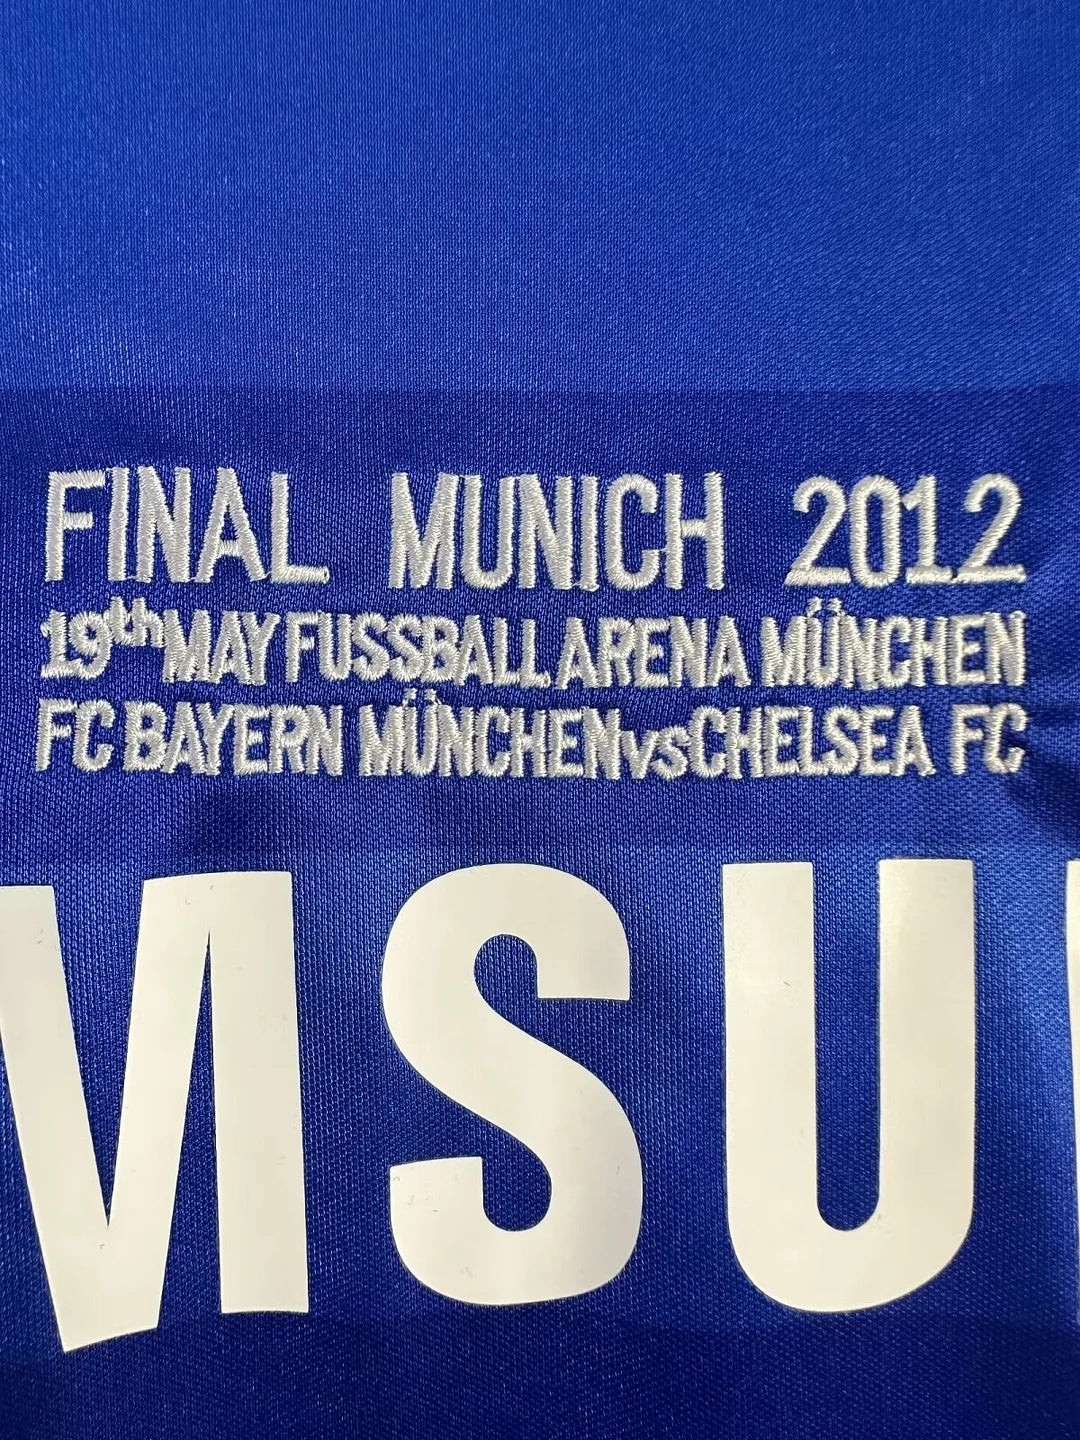 FINAL MUNICH 2012
19th MAY FUSSBALL ARENA MÜNCHEN
FC BAYERN MÜNCHEN vs CHELSEA FC
MSU